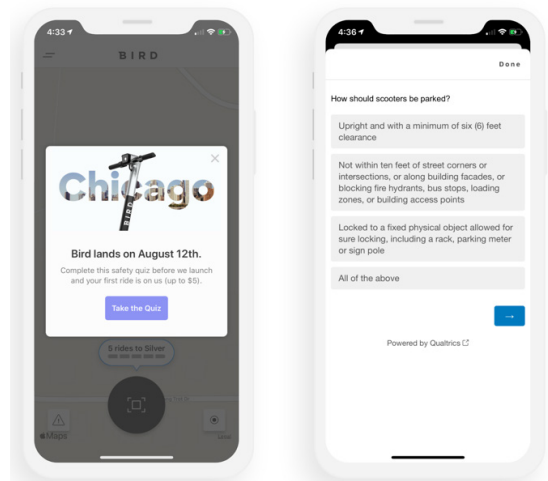 4:33
BIRD
Chicago
BIRD
Bird lands on August 12th.
Complete this safety quiz before we launch
and your first ride is on us (up to $5).
Take the Quiz
5 rides to Silver
Maps
Legal
4:36
Done
How should scooters be parked?
Upright and with a minimum of six (6) feet
clearance
Not within ten feet of street corners or
intersections, or along building facades, or
blocking fire hydrants, bus stops, loading
zones, or building access points
Locked to a fixed physical object allowed for
sure locking, including a rack, parking meter
or sign pole
All of the above
→
Powered by Qualtrics